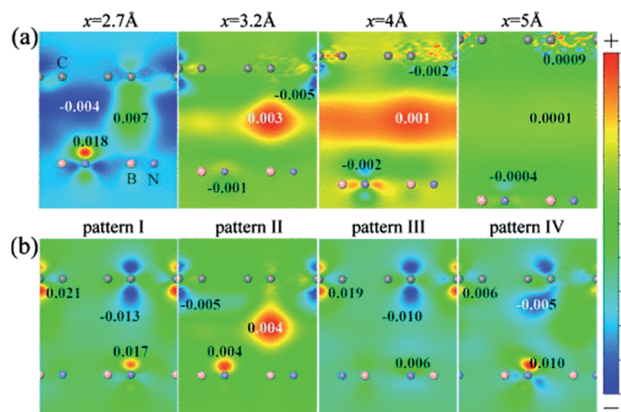 x=2.7Å x=3.2Å x=4Å x=5Å
(a) +
C -0.002 0.0009
-0.004 0.007 -0.005 0.003 0.001 0.0001
0.018
B N -0.001 -0.002 -0.0004
pattern I pattern II pattern III pattern IV
(b)
0.021 -0.005 0.019 0.006
-0.013 0.004 -0.010 -0.005
0.017 0.004 0.006 0.010
−